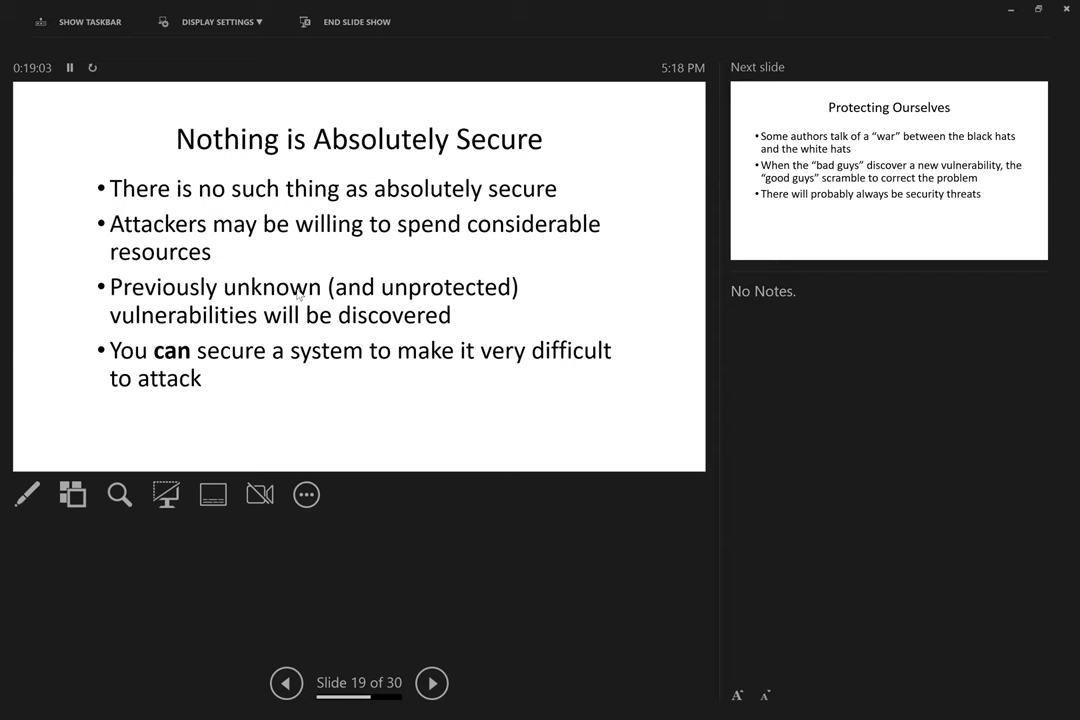 SHOW TASKBAR
DISPLAY SETTINGS ▼
END SLIDE SHOW
0:19:03
5:18 PM
Nothing is Absolutely Secure
• There is no such thing as absolutely secure
• Attackers may be willing to spend considerable
resources
• Previously unknown (and unprotected)
vulnerabilities will be discovered
• You can secure a system to make it very difficult
to attack
Slide 19 of 30
Next slide
Protecting Ourselves
• Some authors talk of a “war” between the black hats
and the white hats
• When the “bad guys” discover a new vulnerability, the
“good guys” scramble to correct the problem
• There will probably always be security threats
No Notes.
A A